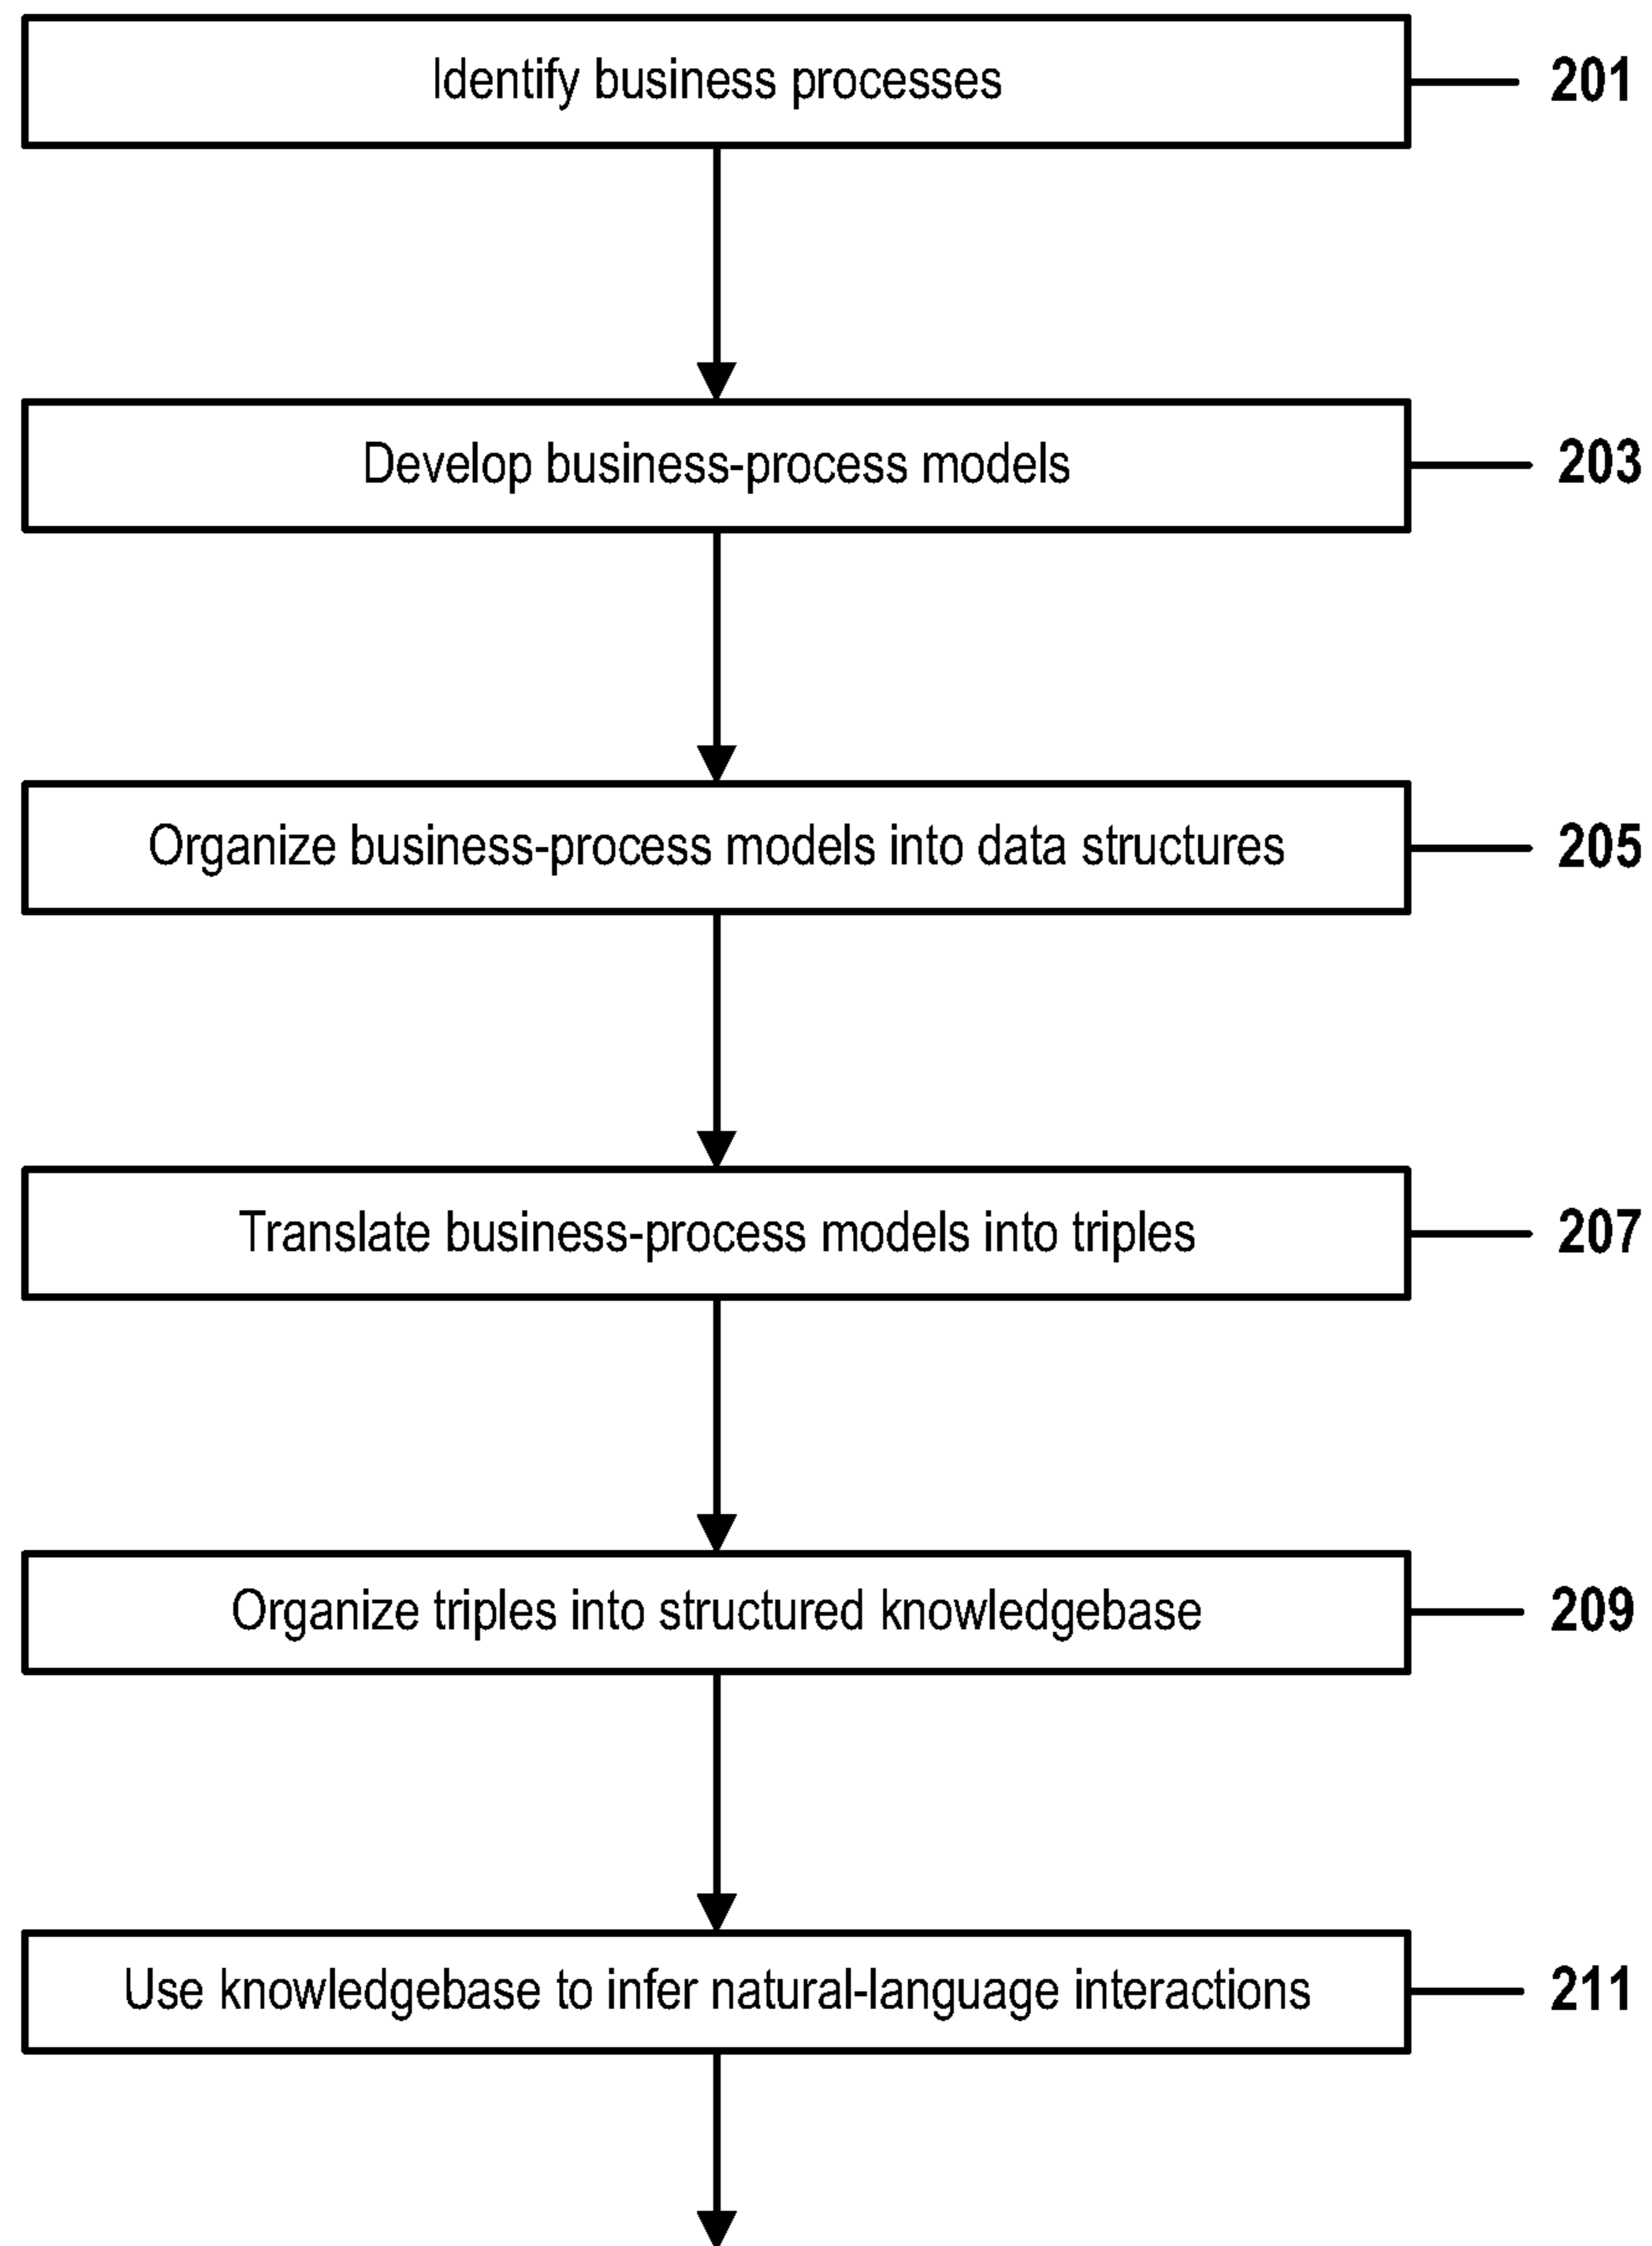 Identify business processes 201
Develop business-process models 203
Organize business-process models into data structures 205
Translate business-process models into triples 207
Organize triples into structured knowledgebase 209
Use knowledgebase to infer natural-language interactions 211